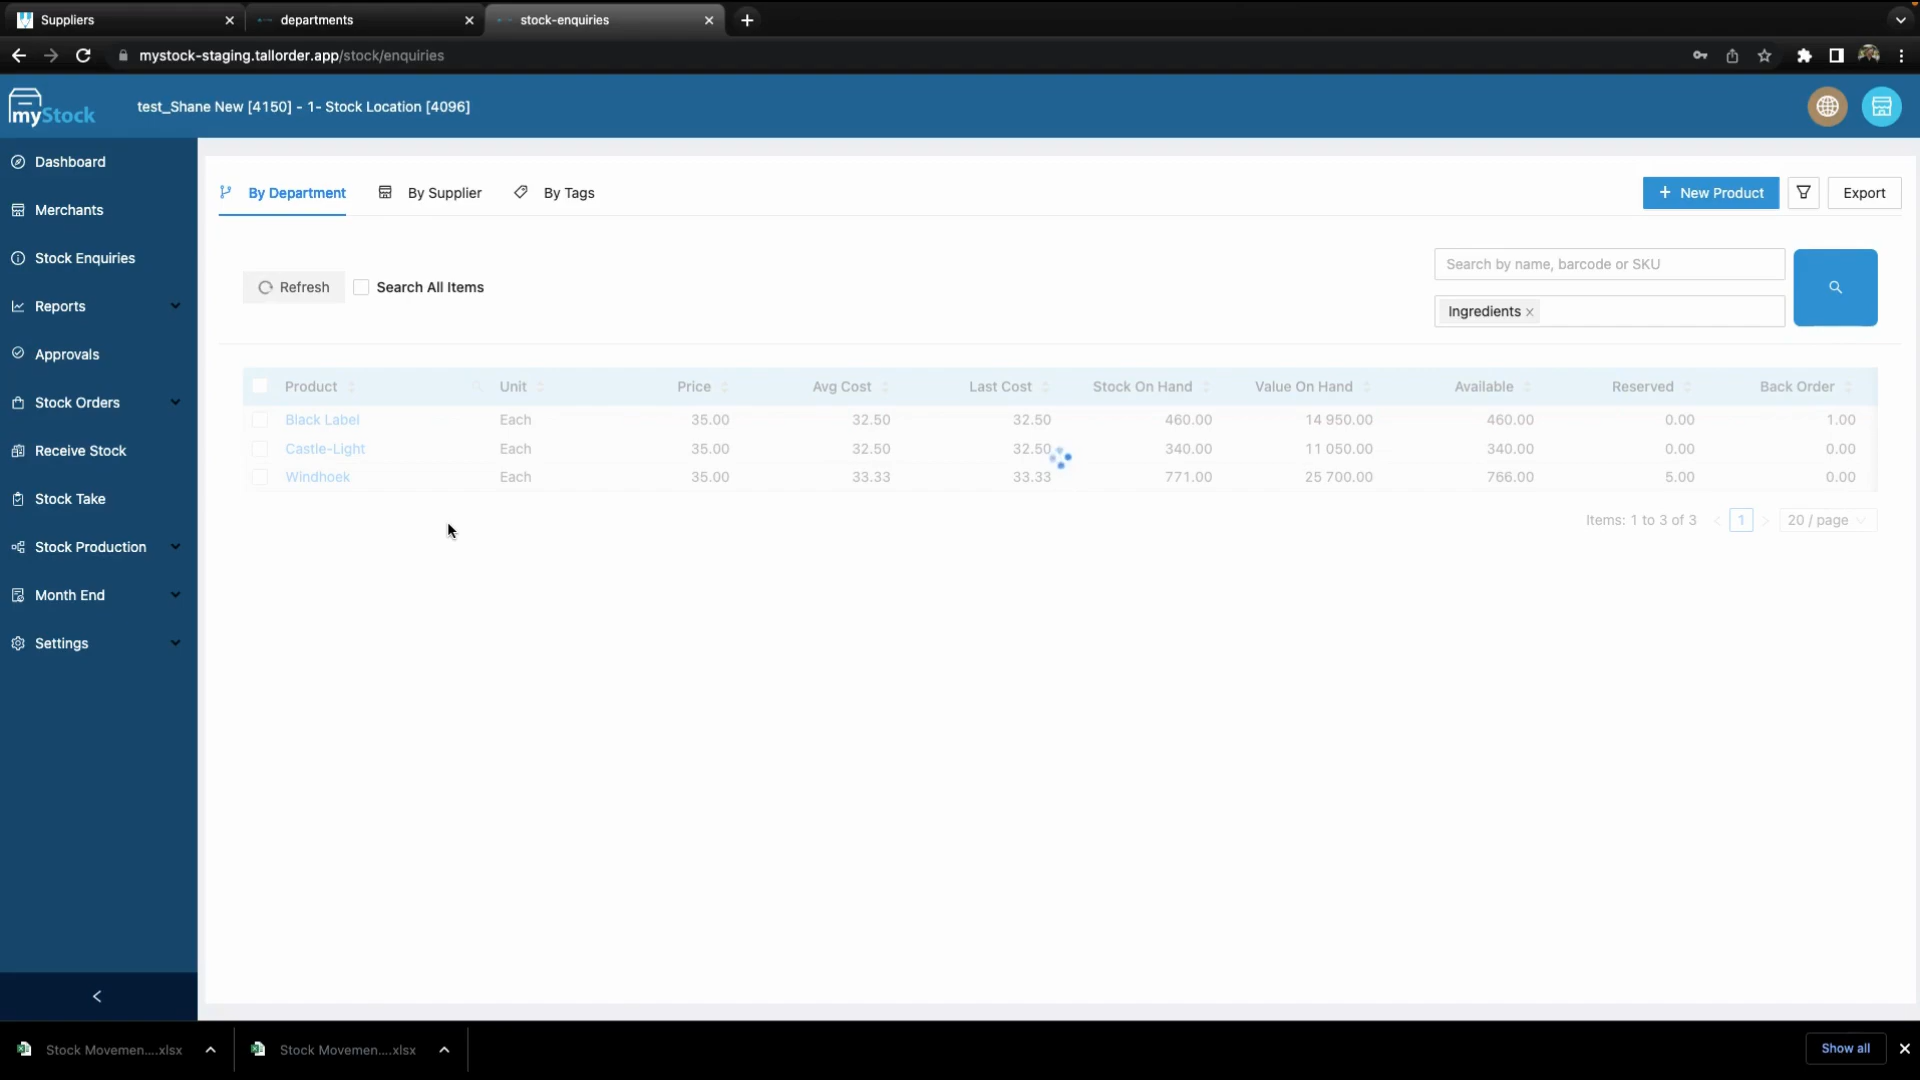 Suppliers departments stock-enquiries
mystock-staging.tallorder.app/stock/enquiries
myStock test_Shane New [4150] - 1- Stock Location [4096]
Dashboard
Merchants
Stock Enquiries
Reports
Approvals
Stock Orders
Receive Stock
Stock Take
Stock Production
Month End
Settings
By Department By Supplier By Tags + New Product Export
Refresh Search All Items
Search by name, barcode or SKU
Ingredients
Product Unit Price Avg Cost Last Cost Stock On Hand Value On Hand Available Reserved Back Order
Black Label Each 35.00 32.50 32.50 460.00 14 950.00 460.00 0.00 1.00
Castle-Light Each 35.00 32.50 32.50 340.00 11 050.00 340.00 0.00 0.00
Windhoek Each 35.00 33.33 33.33 771.00 25 700.00 766.00 5.00 0.00
Items: 1 to 3 of 3 < 1 > 20 / page
Stock Movemen....xlsx Stock Movemen....xlsx Show all